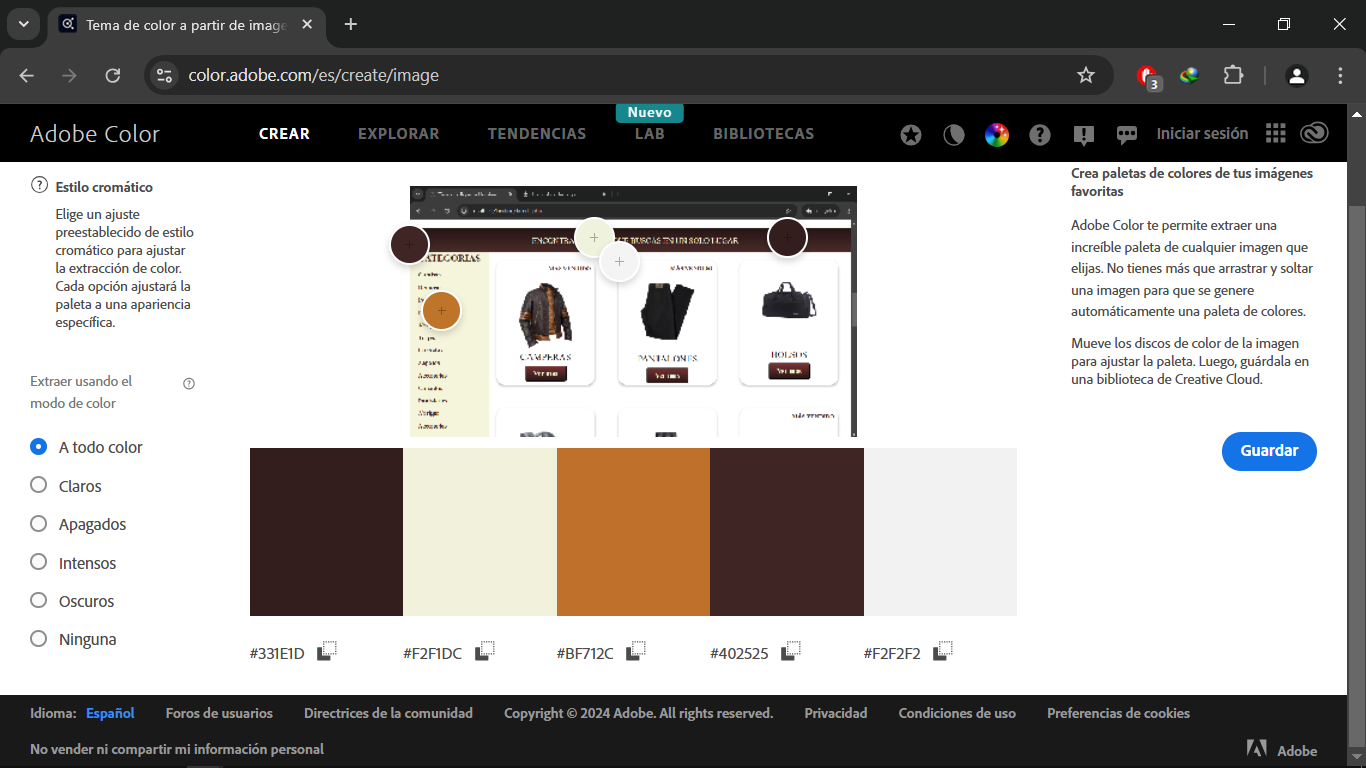 Tema de color a partir de image
color.adobe.com/es/create/image
3
Adobe Color
CREAR
EXPLORAR
TENDENCIAS
Nuevo
LAB
BIBLIOTECAS
Iniciar sesión
Estilo cromático
Elige un ajuste
preestablecido de estilo
cromático para ajustar
la extracción de color.
Cada opción ajustará la
paleta a una apariencia
específica.
Extraer usando el
modo de color
A todo color
Claros
Apagados
Intensos
Oscuros
Ninguna
BUSCAS EN UN SOLO LUGAR
CATEGORIAS
MÁS VENDIDO
CAMPERAS
Ver más
PANTALONES
Ver más
BOLSOS
Ver más
MÁS VENDIDO
#331E1D
#F2F1DC
#BF712C
#402525
#F2F2F2
Crea paletas de colores de tus imágenes
favoritas
Adobe Color te permite extraer una
increíble paleta de cualquier imagen que
elijas. No tienes más que arrastrar y soltar
una imagen para que se genere
automáticamente una paleta de colores.
Mueve los discos de color de la imagen
para ajustar la paleta. Luego, guárdala en
una biblioteca de Creative Cloud.
Guardar
Idioma: Español
Foros de usuarios
Directrices de la comunidad
Copyright © 2024 Adobe. All rights reserved.
Privacidad
Condiciones de uso
Preferencias de cookies
No vender ni compartir mi información personal
Adobe